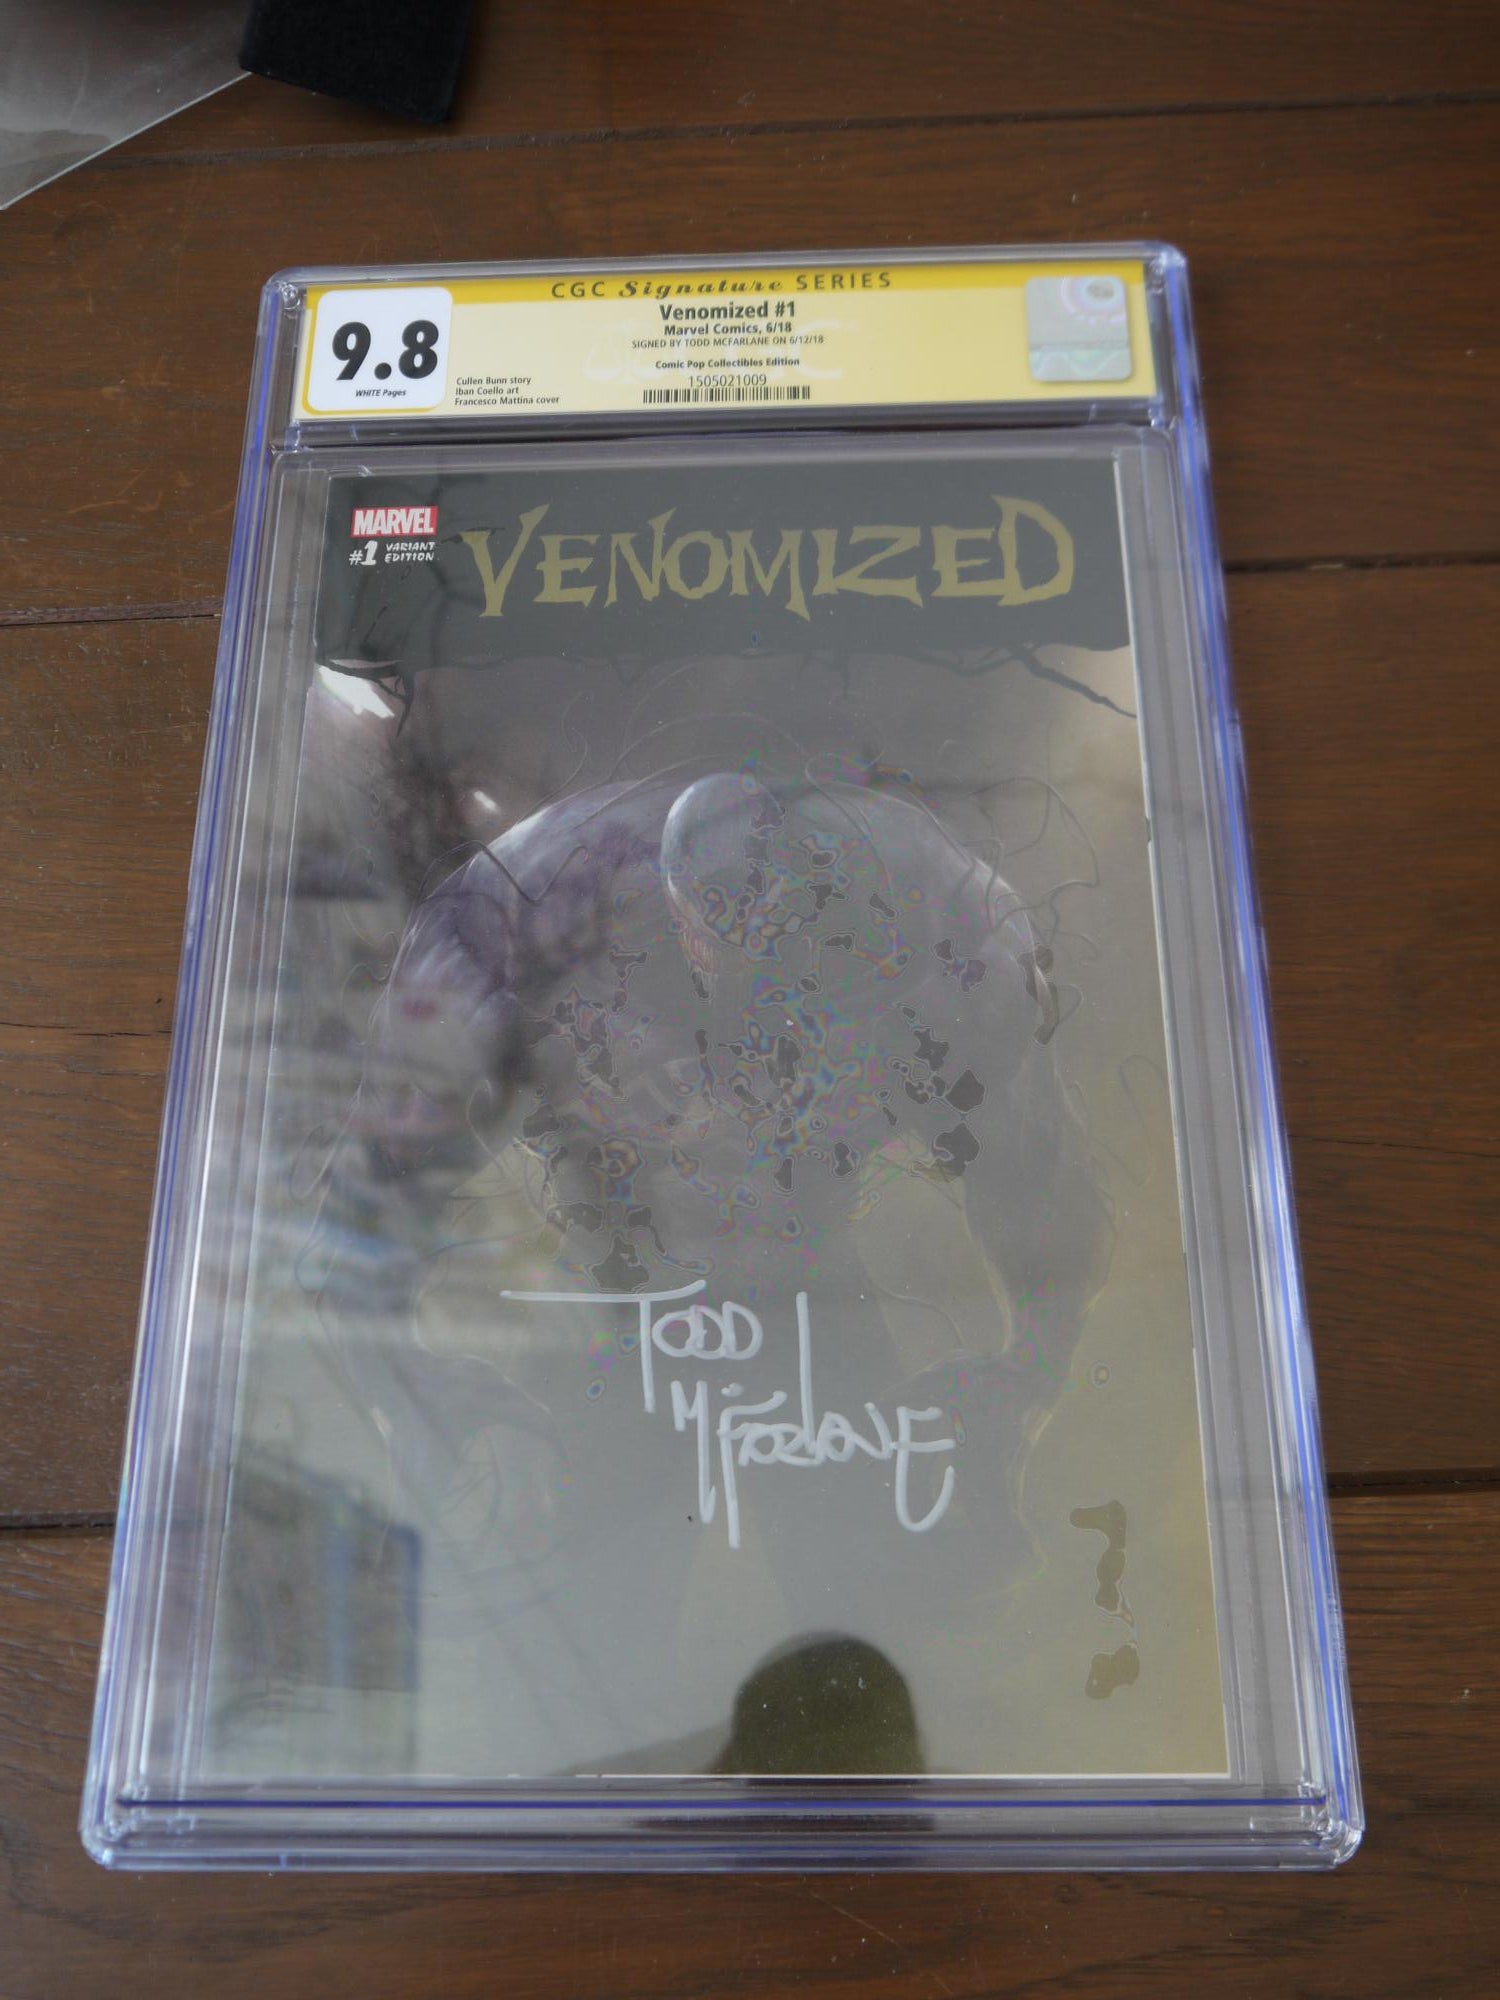 CGC Signature SERIES
9.8
WHITE Pages
Venomized #1
Marvel Comics, 6/18
SIGNED BY TODD MCFARLANE ON 6/12/18
Comic Pop Collectibles Edition
1505021009
Cullen Bunn story
Iban Coello art
Francesco Mattina cover
MARVEL
#1 VARIANT EDITION
VENOMIZED
TODD
McFARLANE